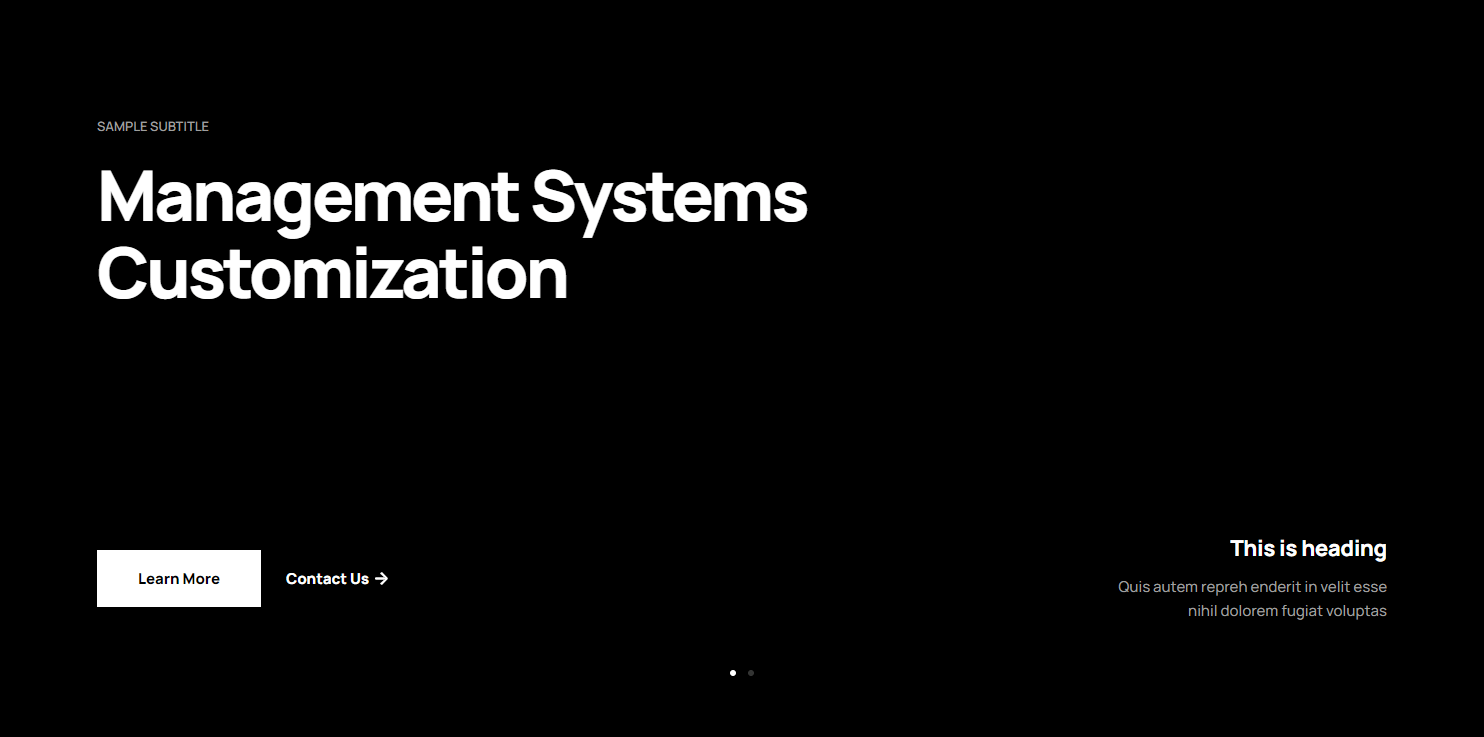 SAMPLE SUBTITLE
Management Systems
Customization
Learn More
Contact Us →
This is heading
Quis autem repreh enderit in velit esse
nihil dolorem fugiat voluptas